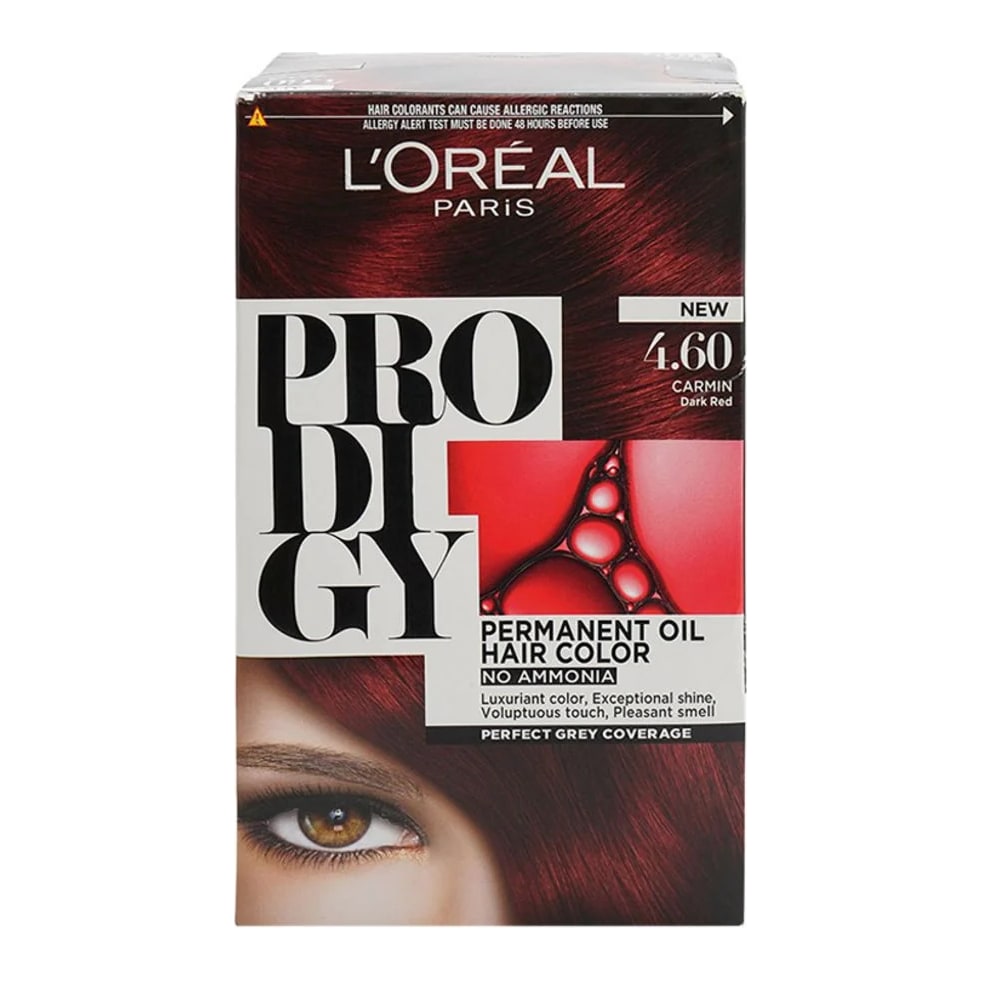 HAIR COLORANTS CAN CAUSE ALLERGIC REACTIONS
ALLERGY ALERT TEST MUST BE DONE 48 HOURS BEFORE USE
L'ORÉAL
PARiS
NEW
4.60
CARMIN
Dark Red
PRO
DI
GY
PERMANENT OIL
HAIR COLOR
NO AMMONIA
Luxuriant color, Exceptional shine,
Voluptuous touch, Pleasant smell
PERFECT GREY COVERAGE